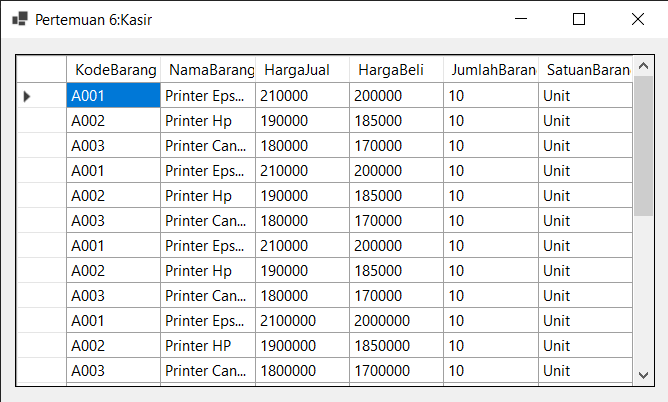 Pertemuan 6:Kasir
KodeBarang NamaBarang HargaJual HargaBeli JumlahBaran SatuanBaran
A001 Printer Eps... 210000 200000 10 Unit
A002 Printer Hp 190000 185000 10 Unit
A003 Printer Can... 180000 170000 10 Unit
A001 Printer Eps... 210000 200000 10 Unit
A002 Printer Hp 190000 185000 10 Unit
A003 Printer Can... 180000 170000 10 Unit
A001 Printer Eps... 210000 200000 10 Unit
A002 Printer Hp 190000 185000 10 Unit
A003 Printer Can... 180000 170000 10 Unit
A001 Printer Eps... 2100000 2000000 10 Unit
A002 Printer HP 1900000 1850000 10 Unit
A003 Printer Can... 1800000 1700000 10 Unit